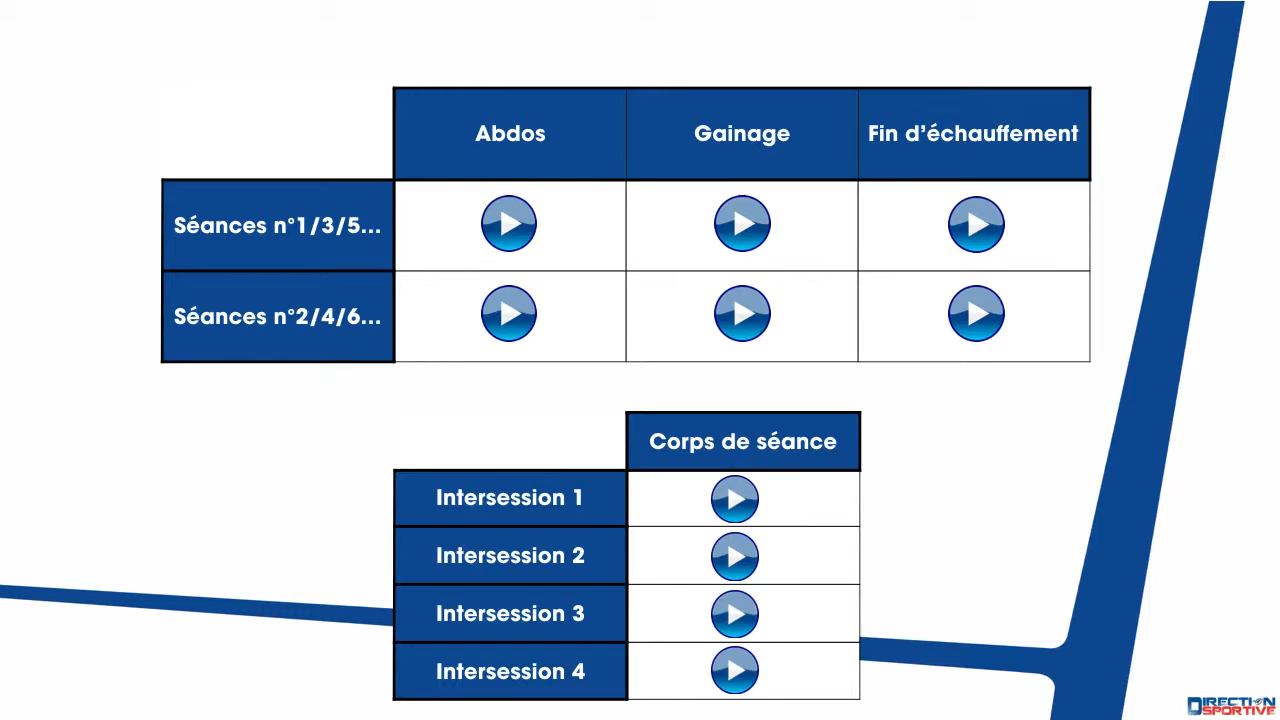 Abdos
Gainage
Fin d’échauffement
Séances n°1/3/5...
Séances n°2/4/6...
Corps de séance
Intersession 1
Intersession 2
Intersession 3
Intersession 4
DIRECTION
SPORTIVE